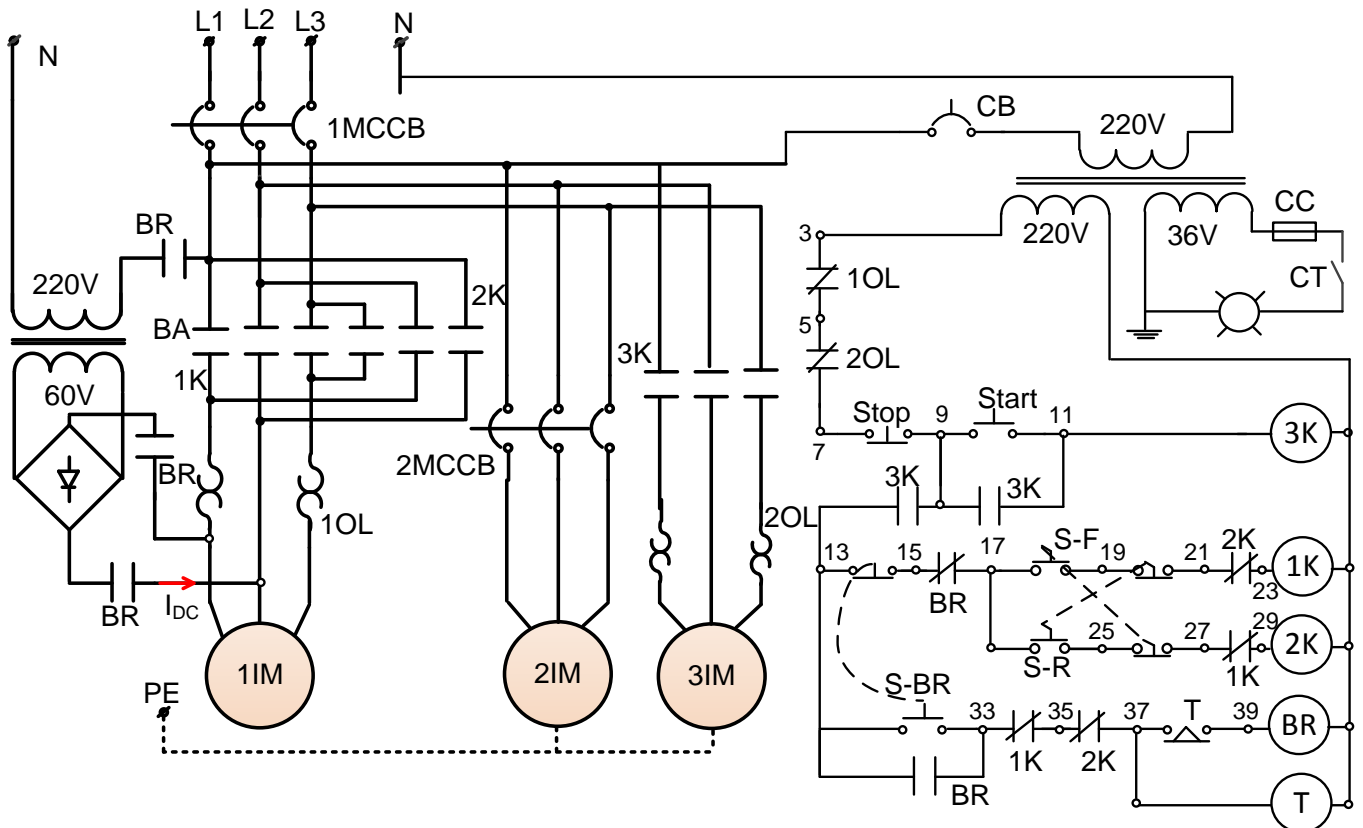 L1 L2 L3 N
N
1MCCB
CB
220V
BR
220V
2K
BA
1K
60V
BR
3K
2MCCB
1OL
2OL
BR
IDC
1IM
2IM
3IM
PE
220V
36V
CC
CT
3
1OL
5
2OL
7
Stop
9
Start
11
3K
3K
3K
13
15
BR
17
S-F
19
21
2K
23
1K
S-R
25
27
1K
29
2K
S-BR
33
1K
35
2K
37
T
39
BR
BR
T